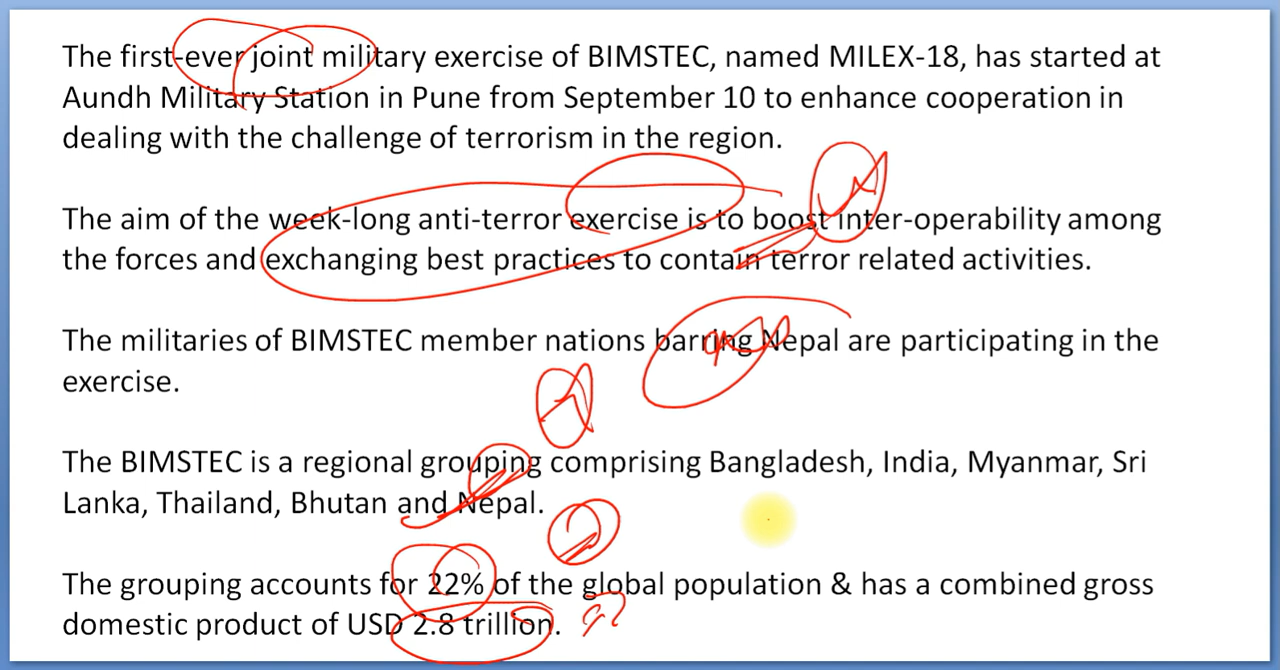 The first-ever joint military exercise of BIMSTEC, named MILEX-18, has started at
Aundh Military Station in Pune from September 10 to enhance cooperation in
dealing with the challenge of terrorism in the region.
The aim of the week-long anti-terror exercise is to boost inter-operability among
the forces and exchanging best practices to contain terror related activities.
The militaries of BIMSTEC member nations barring Nepal are participating in the
exercise.
The BIMSTEC is a regional grouping comprising Bangladesh, India, Myanmar, Sri
Lanka, Thailand, Bhutan and Nepal.
The grouping accounts for 22% of the global population & has a combined gross
domestic product of USD 2.8 trillion.